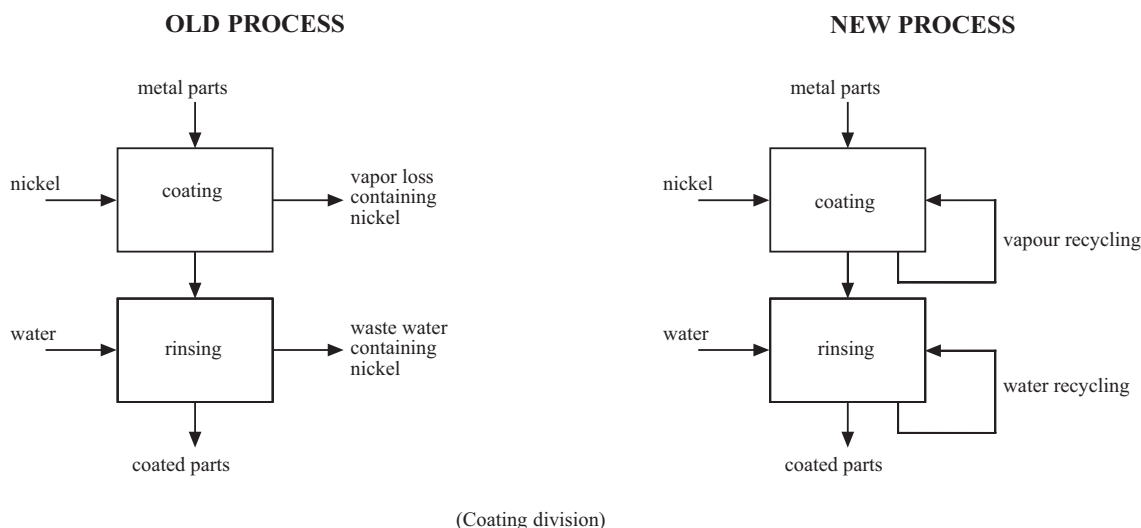 OLD PROCESS
metal parts
nickel
coating
vapor loss
containing
nickel
water
rinsing
waste water
containing
nickel
coated parts
NEW PROCESS
metal parts
nickel
coating
vapour recycling
water
rinsing
water recycling
coated parts
(Coating division)